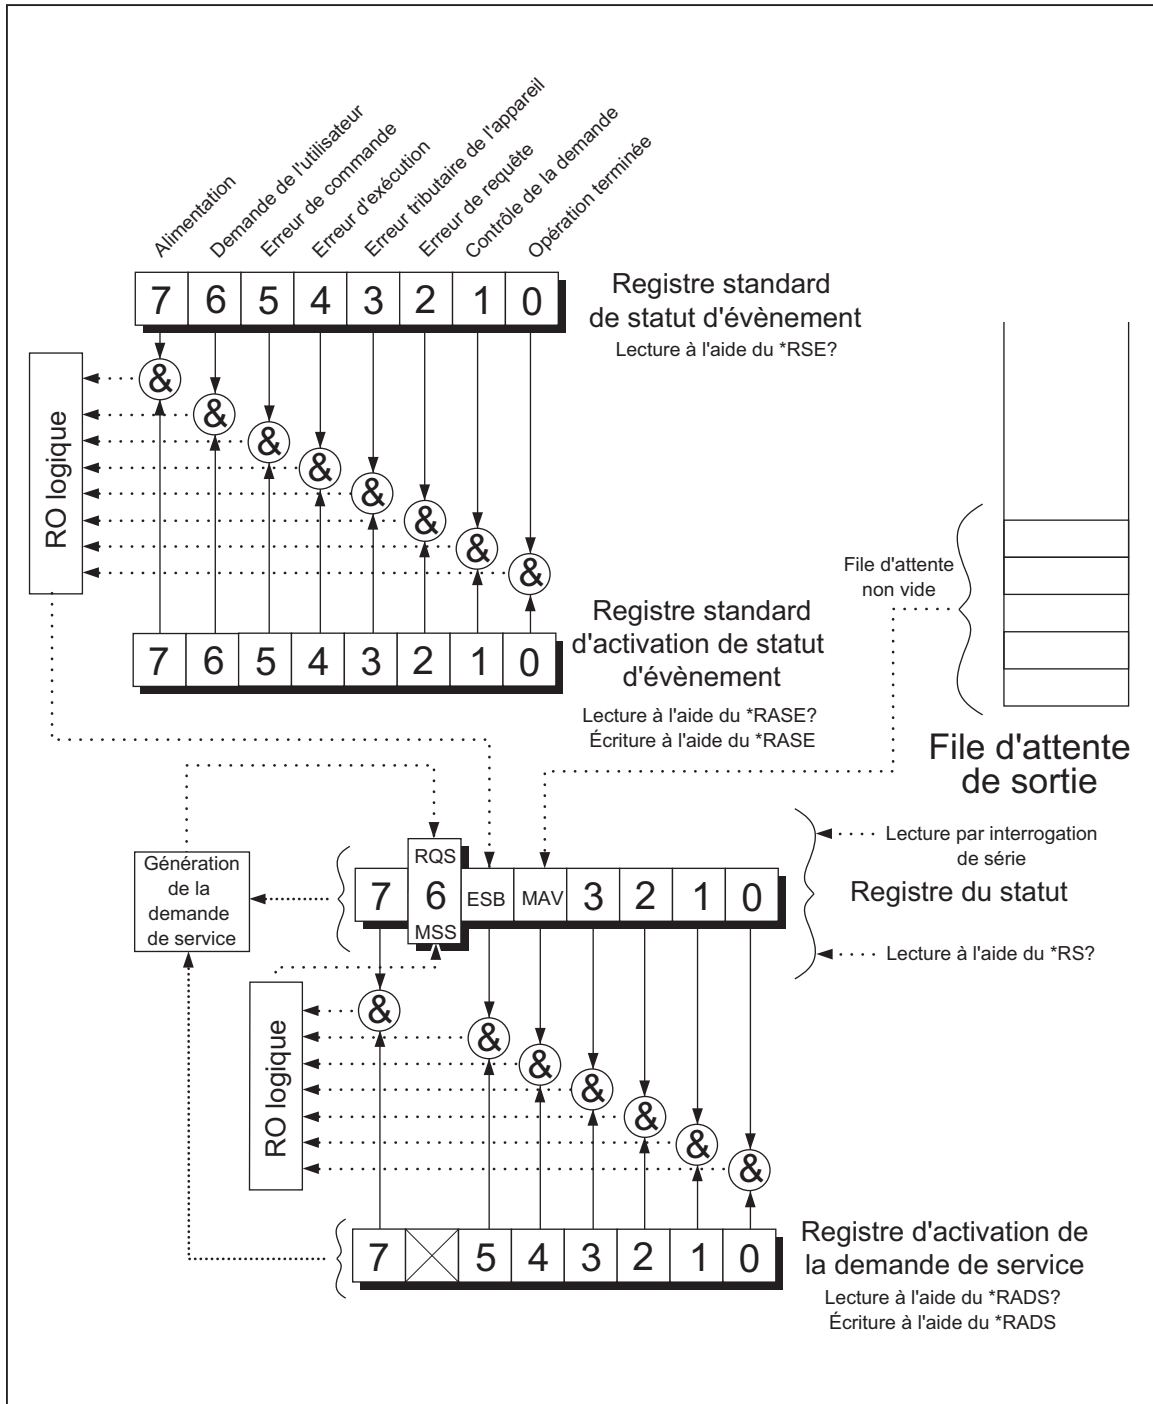 Alimentation
Demande de l'utilisateur
Erreur de commande
Erreur d'exécution
Erreur tributaire de l'appareil
Erreur de requête
Contrôle de la demande
Opération terminée
7 6 5 4 3 2 1 0
Registre standard
de statut d'évènement
Lecture à l'aide du *RSE?
RO logique
&
&
&
&
&
&
&
&
File d'attente
non vide
7 6 5 4 3 2 1 0
Registre standard
d'activation de statut
d'évènement
Lecture à l'aide du *RASE?
Écriture à l'aide du *RASE
File d'attente
de sortie
Génération
de la
demande
de service
RQS
7 6 ESB MAV 3 2 1 0
MSS
Lecture par interrogation
de série
Registre du statut
Lecture à l'aide du *RS?
RO logique
&
&
&
&
&
&
&
7 5 4 3 2 1 0
Registre d'activation de
la demande de service
Lecture à l'aide du *RADS?
Écriture à l'aide du *RADS